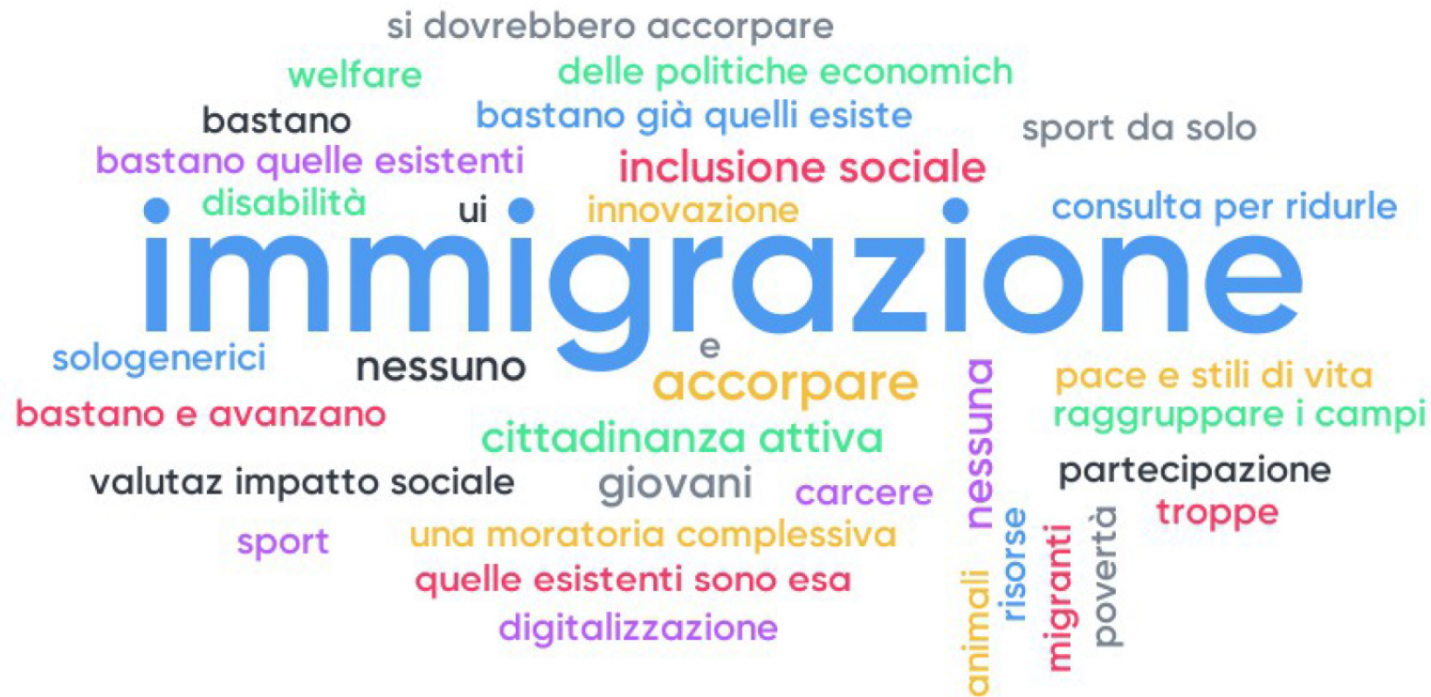 si dovrebbero accorpare
welfare
delle politiche economich
bastano
bastano già quelli esiste
sport da solo
bastano quelle esistenti
inclusione sociale
disabilità
ui
innovazione
consulta per ridurle
immigrazione
sologenerici
nessuno
e
accorpare
pace e stili di vita
bastano e avanzano
raggruppare i campi
cittadinanza attiva
nessuna
valutaz impatto sociale
giovani
carcere
partecipazione
troppe
sport
una moratoria complessiva
risorse
migranti
povertà
quelle esistenti sono esa
animali
digitalizzazione